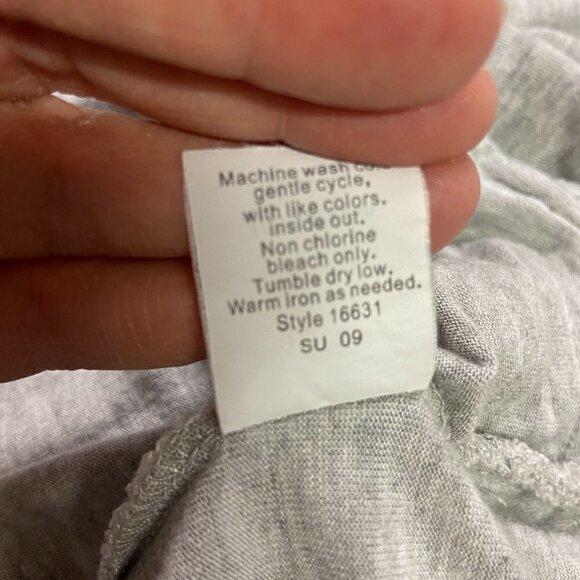 Machine wash
gentle cycle,
with like colors.
inside out.
Non chlorine
bleach only.
Tumble dry low.
Warm iron as needed.
Style 16631
SU 09